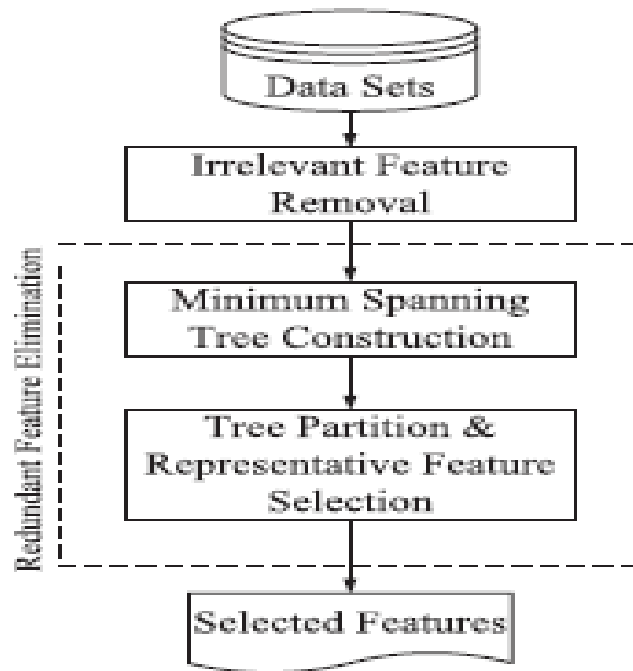 Data Sets
Irrelevant Feature
Removal
Redundant Feature Elimination
Minimum Spanning
Tree Construction
Tree Partition &
Representative Feature
Selection
Selected Features